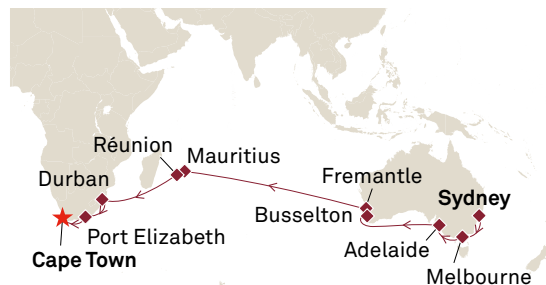 Réunion
Mauritius
Durban
Fremantle
Sydney
Busselton
Port Elizabeth
Adelaide
Cape Town
Melbourne